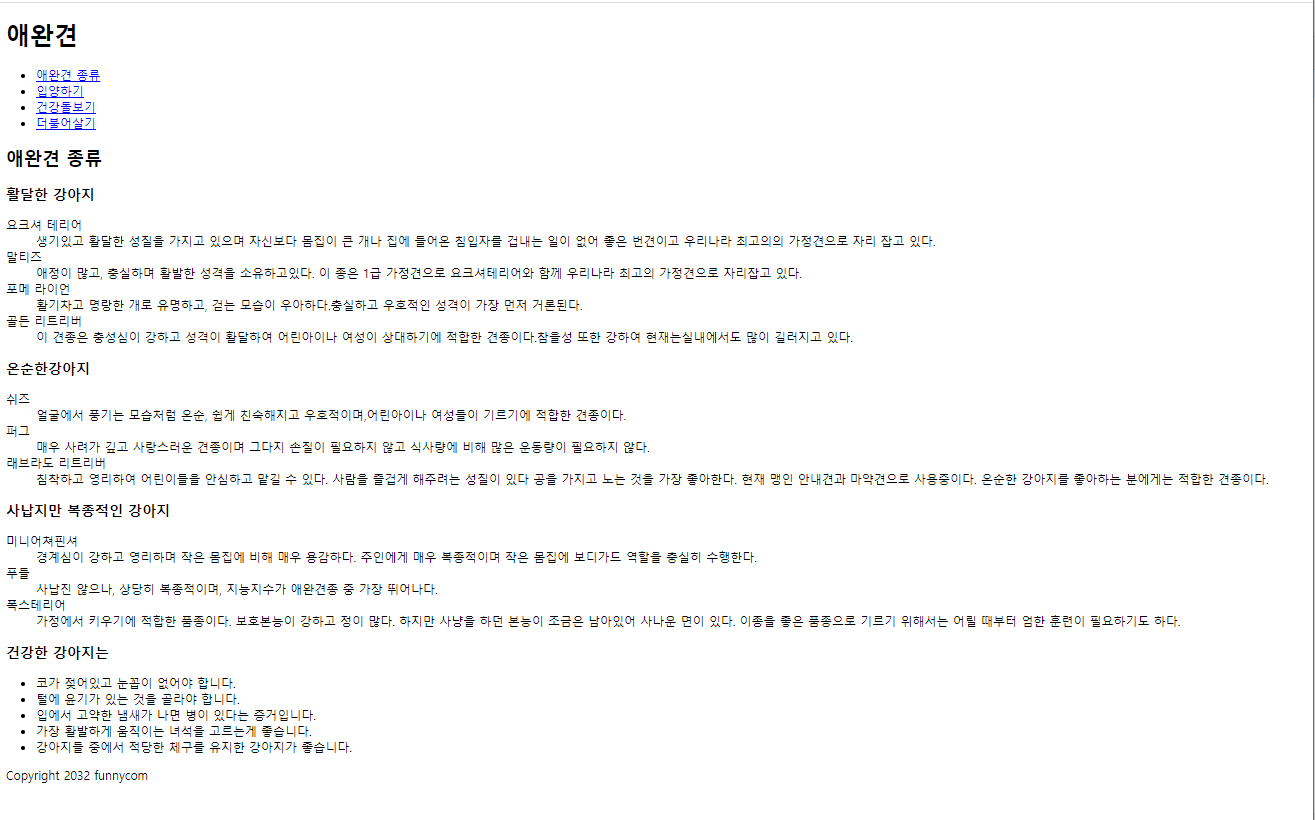 애완견
애완견 종류
입양하기
건강돌보기
더불어살기
애완견 종류
활달한 강아지
요크셔 테리어
생기있고 활달한 성질을 가지고 있으며 자신보다 몸집이 큰 개나 집에 들어온 침입자를 겁내는 일이 없어 좋은 번견이고 우리나라 최고의의 가정견으로 자리 잡고 있다.
말티즈
애정이 많고, 충실하며 활발한 성격을 소유하고있다. 이 종은 1급 가정견으로 요크셔테리어와 함께 우리나라 최고의 가정견으로 자리잡고 있다.
포메 라이언
활기차고 명랑한 개로 유명하고, 걷는 모습이 우아하다.충실하고 우호적인 성격이 가장 먼저 거론된다.
골든 리트리버
이 견종은 충성심이 강하고 성격이 활달하여 어린아이나 여성이 상대하기에 적합한 견종이다.참을성 또한 강하여 현재는실내에서도 많이 길러지고 있다.
온순한강아지
쉬즈
얼굴에서 풍기는 모습처럼 온순, 쉽게 친숙해지고 우호적이며,어린아이나 여성들이 기르기에 적합한 견종이다.
퍼그
매우 사려가 깊고 사랑스러운 견종이며 그다지 손질이 필요하지 않고 식사량에 비해 많은 운동량이 필요하지 않다.
래브라도 리트리버
침착하고 영리하여 어린이들을 안심하고 맡길 수 있다. 사람을 즐겁게 해주려는 성질이 있다 공을 가지고 노는 것을 가장 좋아한다. 현재 맹인 안내견과 마약견으로 사용중이다. 온순한 강아지를 좋아하는 분에게는 적합한 견종이다.
사납지만 복종적인 강아지
미니어쳐핀셔
경계심이 강하고 영리하며 작은 몸집에 비해 매우 용감하다. 주인에게 매우 복종적이며 작은 몸집에 보디가드 역할을 충실히 수행한다.
푸들
사납진 않으나, 상당히 복종적이며, 지능지수가 애완견종 중 가장 뛰어나다.
폭스테리어
가정에서 키우기에 적합한 품종이다. 보호본능이 강하고 정이 많다. 하지만 사냥을 하던 본능이 조금은 남아있어 사나운 면이 있다. 이종을 좋은 품종으로 기르기 위해서는 어릴 때부터 엄한 훈련이 필요하기도 하다.
건강한 강아지는
코가 젖어있고 눈꼽이 없어야 합니다.
털에 윤기가 있는 것을 골라야 합니다.
입에서 고약한 냄새가 나면 병이 있다는 증거입니다.
가장 활발하게 움직이는 녀석을 고르는게 좋습니다.
강아지들 중에서 적당한 체구를 유지한 강아지가 좋습니다.
Copyright 2032 funnycom